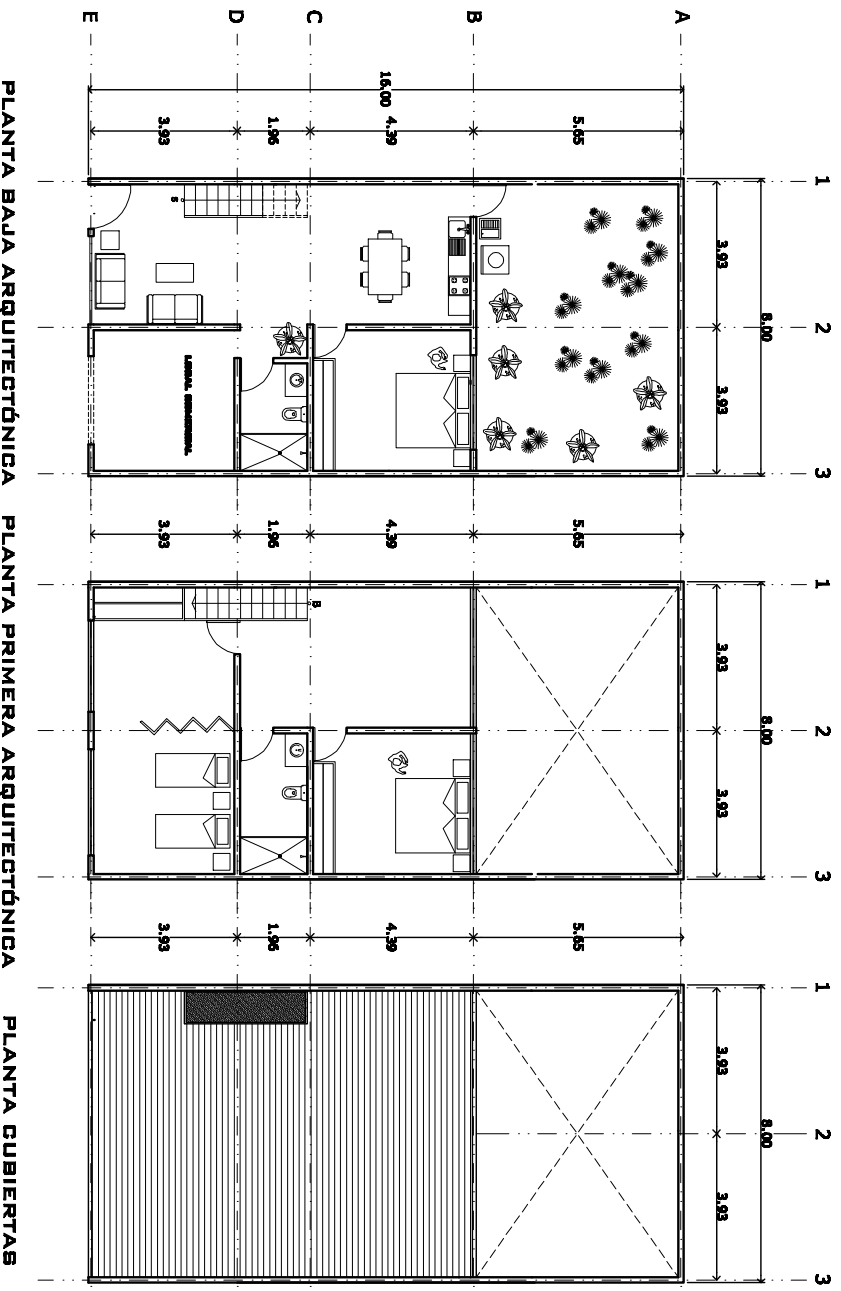 1 2 3 1 2 3 1 2 3
8.00 8.00 8.00
3.93 3.93 3.93 3.93 3.93 3.93
A
5.65 5.65 5.65
B
16.00 4.39 4.39 4.39
C
B
1.96 1.96 1.96
D
LOCAL COMERCIAL
S
3.93 3.93 3.93
E
PLANTA BAJA ARQUITECTÓNICA PLANTA PRIMERA ARQUITECTÓNICA PLANTA CUBIERTAS